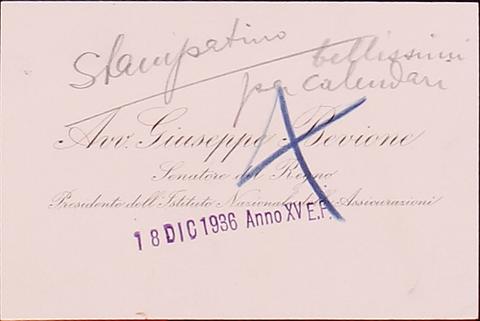 Stampatino bellissimi
per calendari
Avv. Giuseppe Bevione
Senatore del Regno
Presidente dell'Istituto Nazionale delle Assicurazioni
18 DIC 1936 Anno XV E.F.